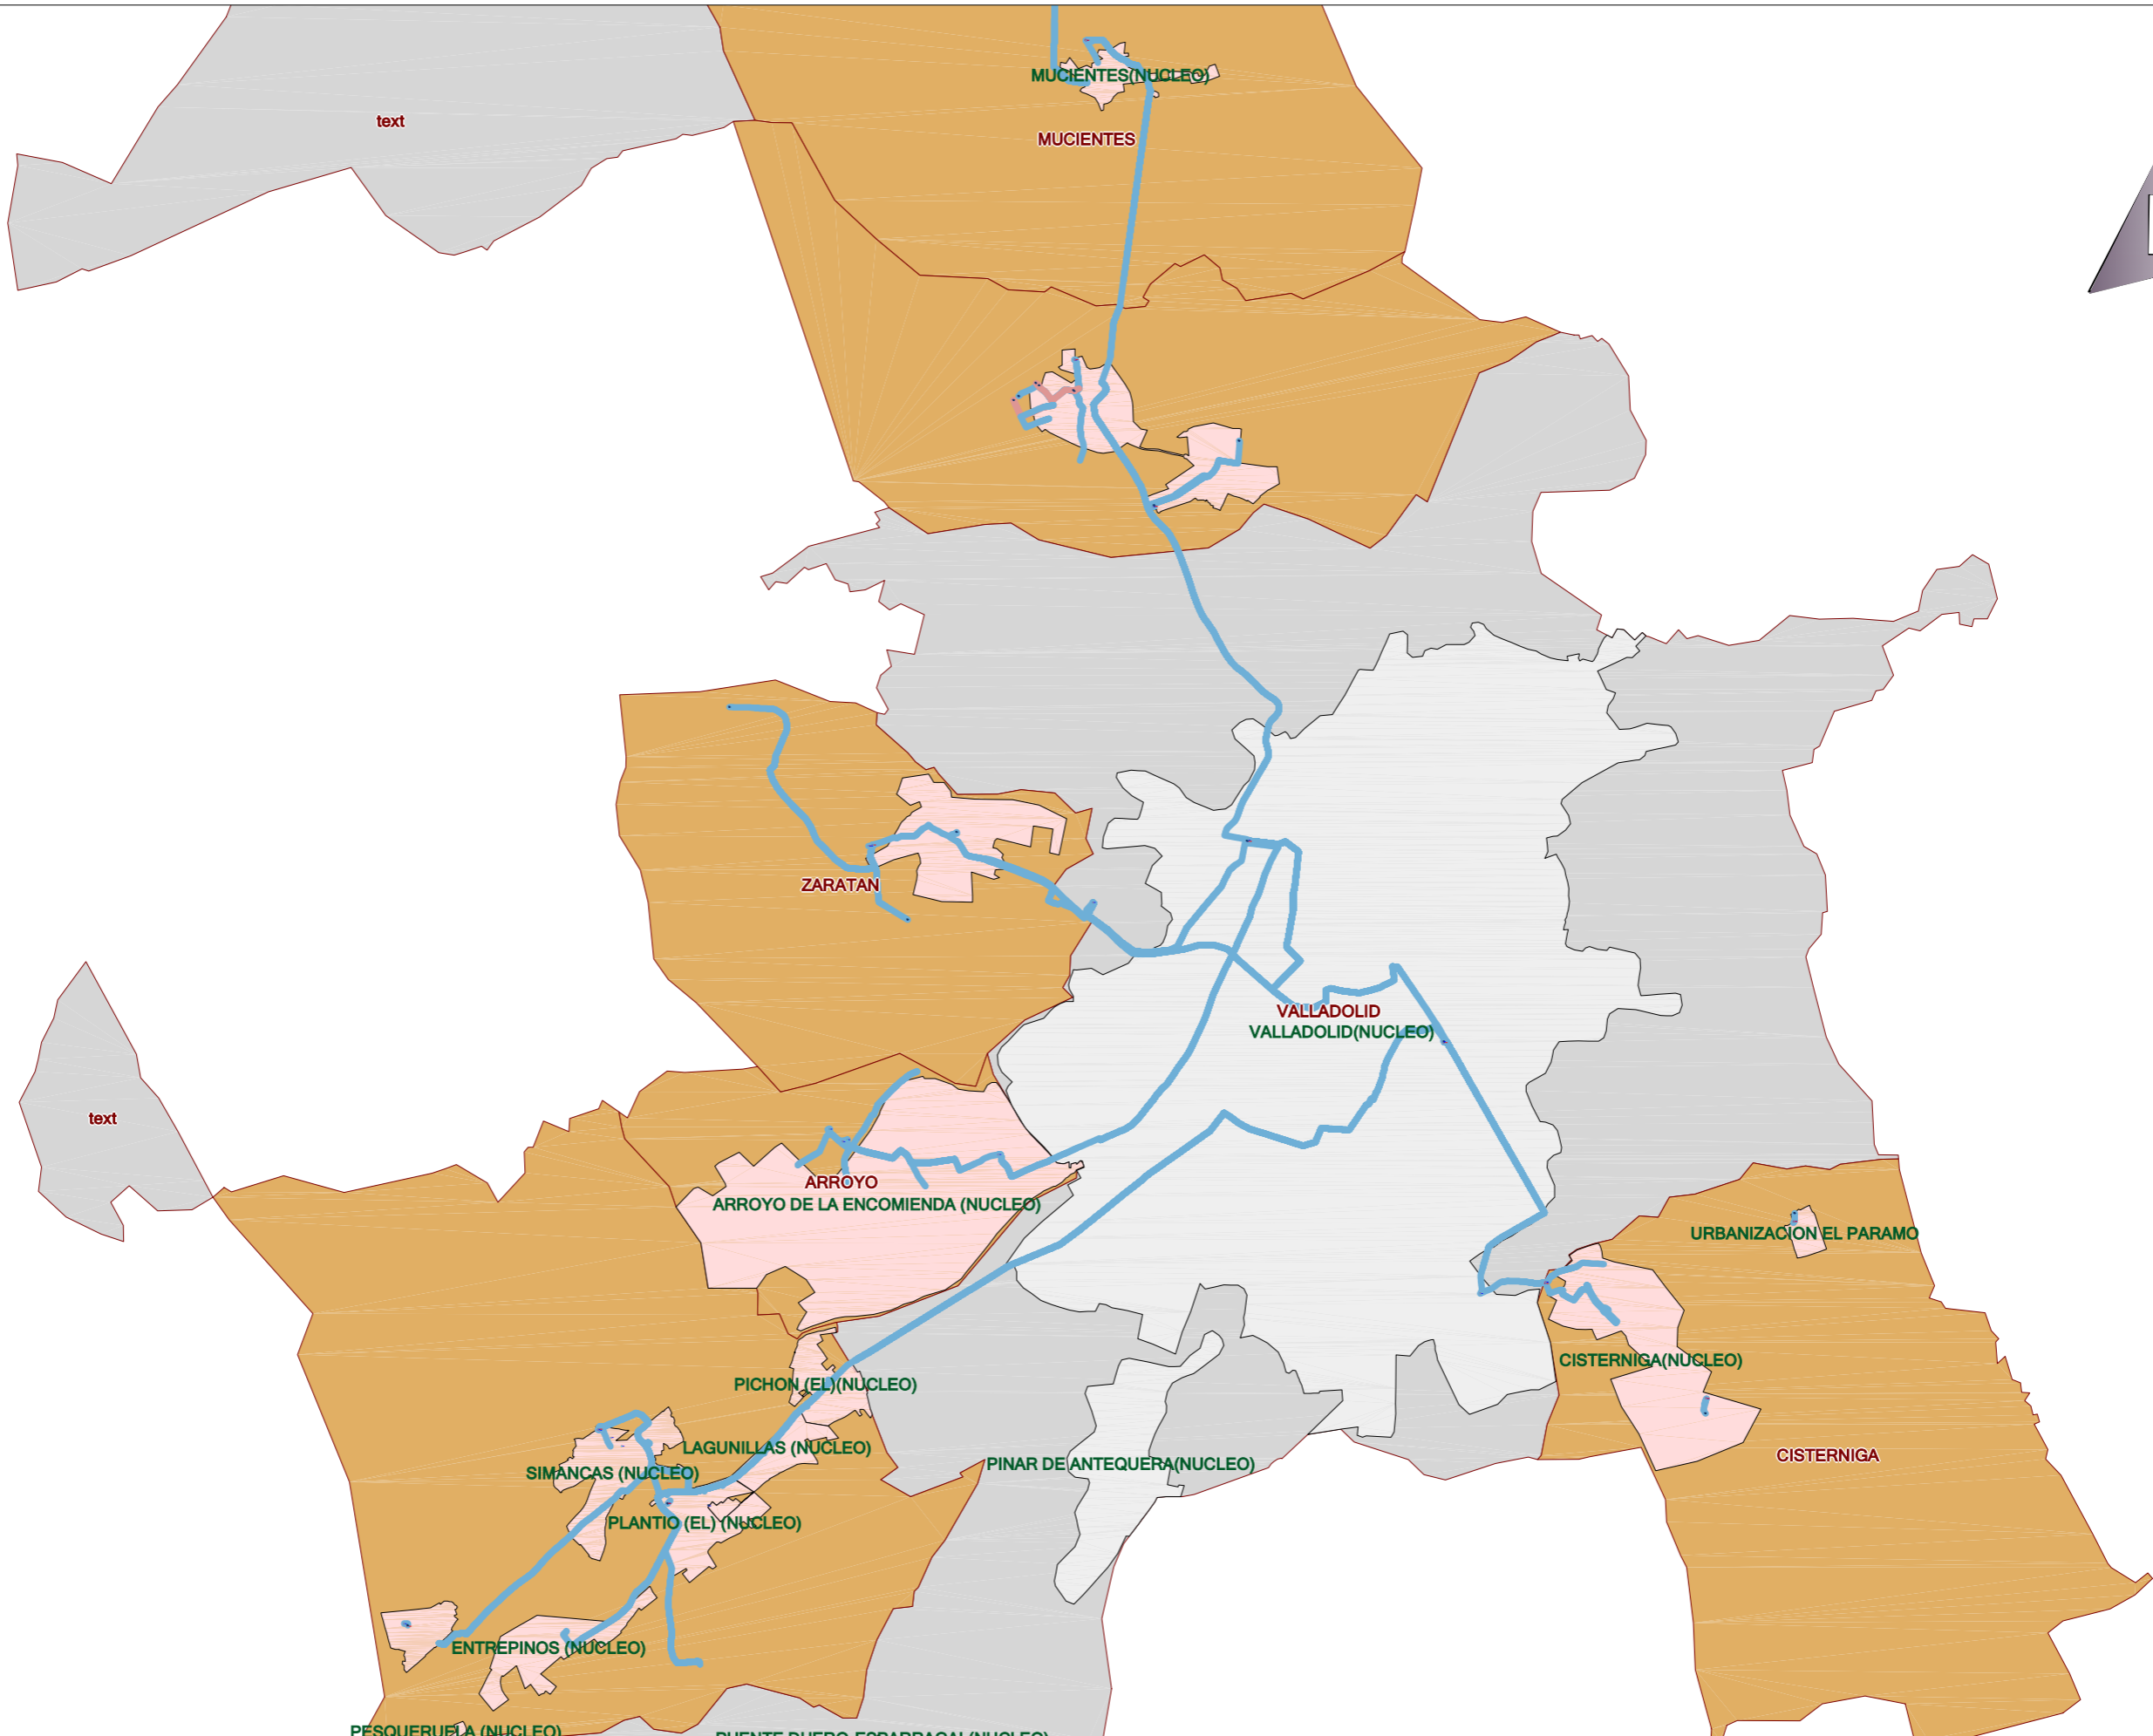 MUCIENTES(NUCLEO)
text
MUCIENTES
ZARATAN
VALLADOLID
VALLADOLID(NUCLEO)
text
ARROYO
ARROYO DE LA ENCOMIENDA (NUCLEO)
URBANIZACION EL PARAMO
CISTERNIGA(NUCLEO)
PICHON (EL)(NUCLEO)
LAGUNILLAS (NUCLEO)
CISTERNIGA
PINAR DE ANTEQUERA(NUCLEO)
SIMANCAS (NUCLEO)
PLANTIO (EL) (NUCLEO)
ENTREPINOS (NUCLEO)
PESQUERUELA (NUCLEO)